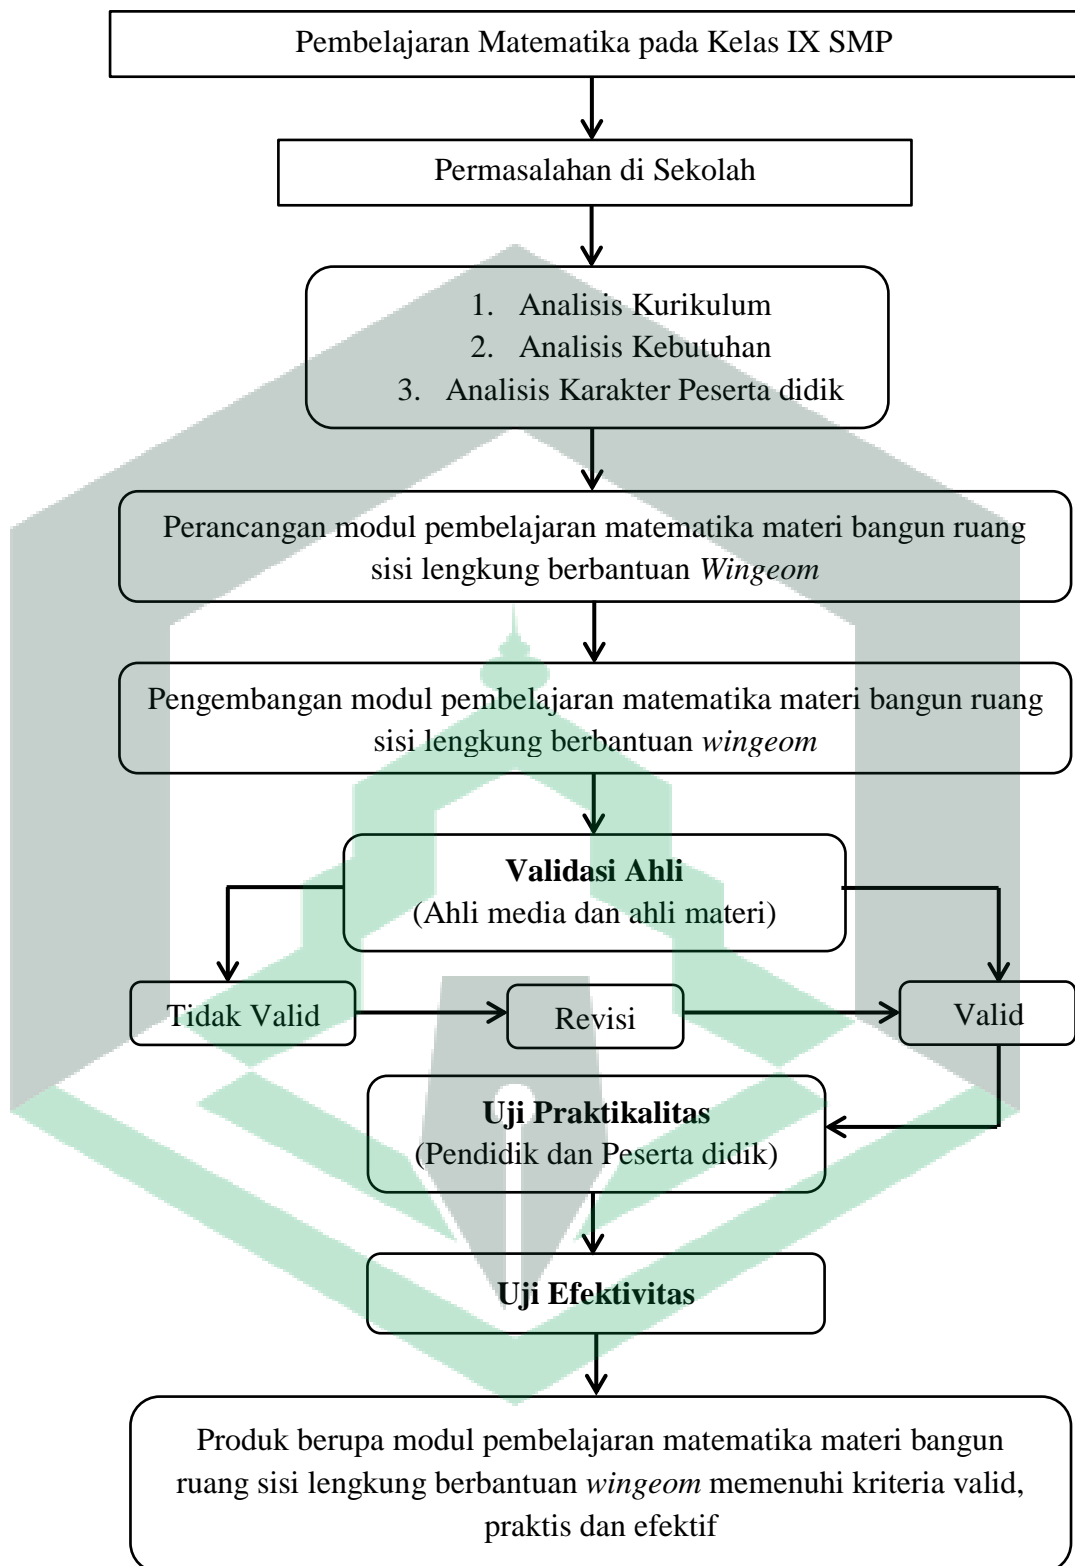 Pembelajaran Matematika pada Kelas IX SMP
Permasalahan di Sekolah
1. Analisis Kurikulum
2. Analisis Kebutuhan
3. Analisis Karakter Peserta didik
Perancangan modul pembelajaran matematika materi bangun ruang
sisi lengkung berbantuan Wingeom
Pengembangan modul pembelajaran matematika materi bangun ruang
sisi lengkung berbantuan wingeom
Validasi Ahli
(Ahli media dan ahli materi)
Tidak Valid
Revisi
Valid
Uji Praktikalitas
(Pendidik dan Peserta didik)
Uji Efektivitas
Produk berupa modul pembelajaran matematika materi bangun
ruang sisi lengkung berbantuan wingeom memenuhi kriteria valid,
praktis dan efektif